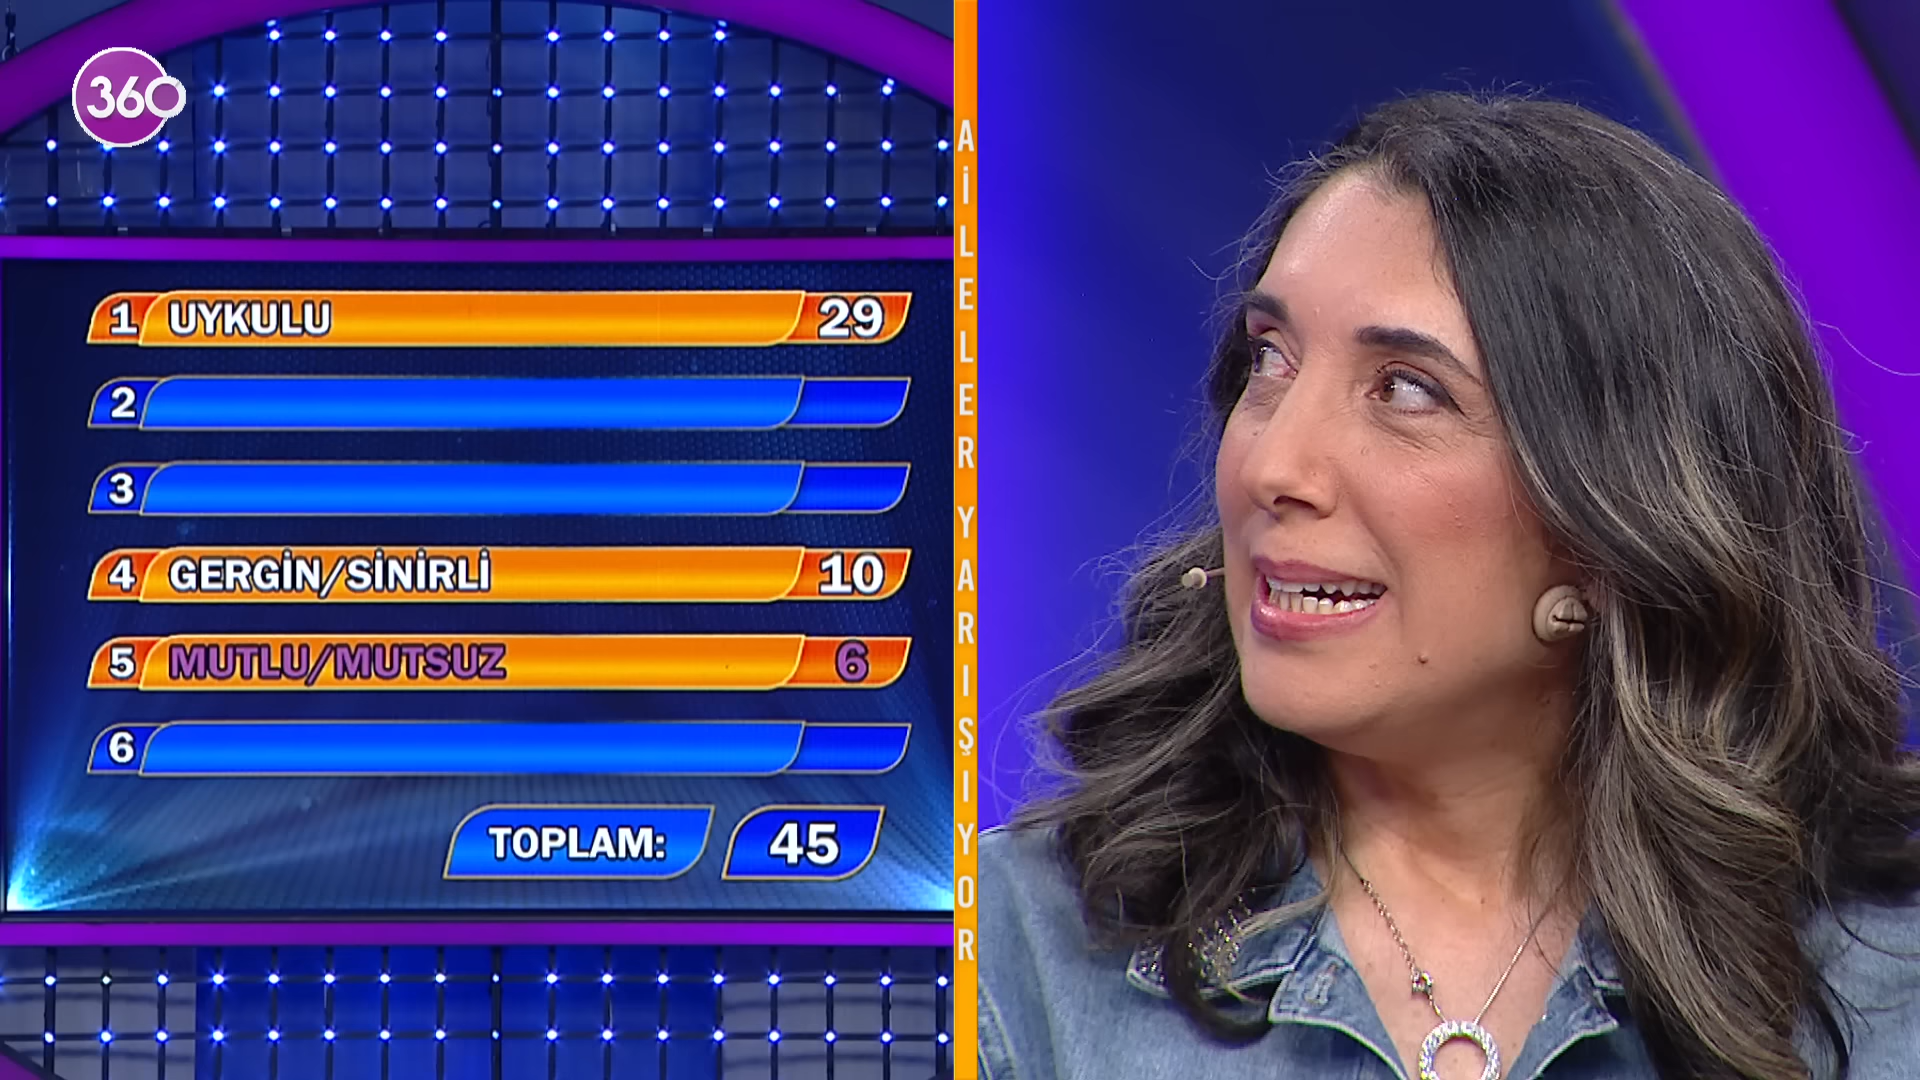 360
1 UYKULU 29
2
3
4 GERGİN/SİNİRLİ 10
5 MUTLU/MUTSUZ 6
6
TOPLAM: 45
AİLELER YARIŞIYOR